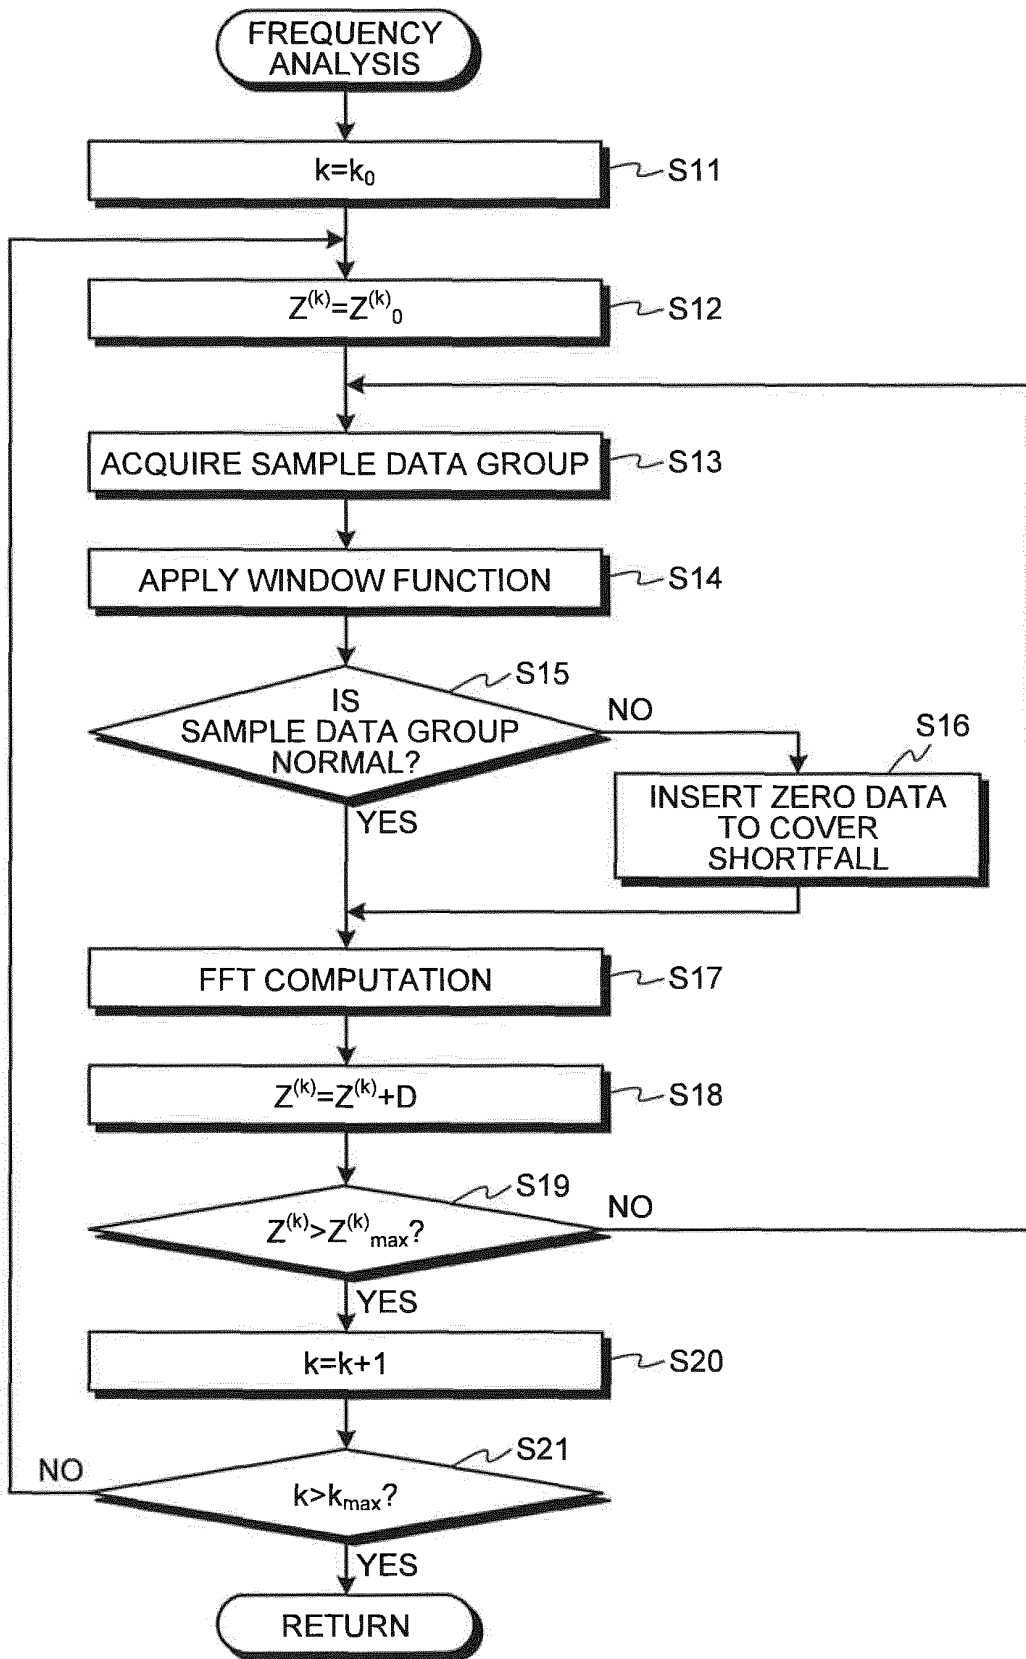 FREQUENCY
ANALYSIS
k=k₀
S11
Z⁽ᵏ⁾=Z⁽ᵏ⁾₀
S12
ACQUIRE SAMPLE DATA GROUP
S13
APPLY WINDOW FUNCTION
S14
S15
IS
SAMPLE DATA GROUP
NORMAL?
NO
S16
INSERT ZERO DATA
TO COVER
SHORTFALL
YES
FFT COMPUTATION
S17
Z⁽ᵏ⁾=Z⁽ᵏ⁾+D
S18
S19
Z⁽ᵏ⁾>Z⁽ᵏ⁾max?
NO
YES
k=k+1
S20
S21
k>kmax?
NO
YES
RETURN